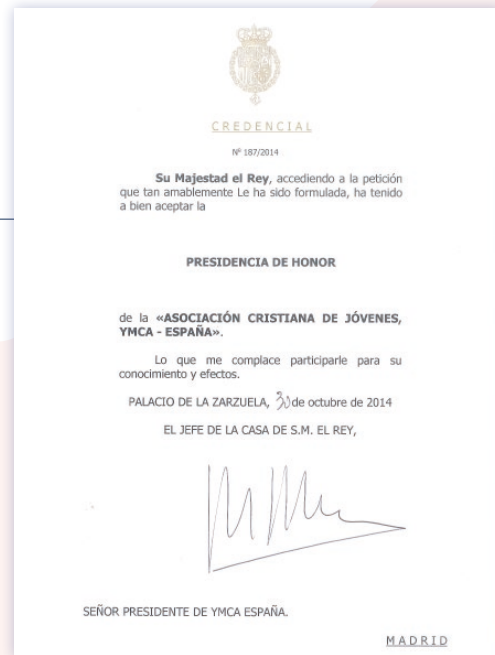 CREDENCIAL
Nº 187/2014
Su Majestad el Rey, accediendo a la petición
que tan amablemente Le ha sido formulada, ha tenido
a bien aceptar la
PRESIDENCIA DE HONOR
de la «ASOCIACIÓN CRISTIANA DE JÓVENES,
YMCA - ESPAÑA».
Lo que me complace participarle para su
conocimiento y efectos.
PALACIO DE LA ZARZUELA, 30 de octubre de 2014
EL JEFE DE LA CASA DE S.M. EL REY,
SEÑOR PRESIDENTE DE YMCA ESPAÑA.
MADRID